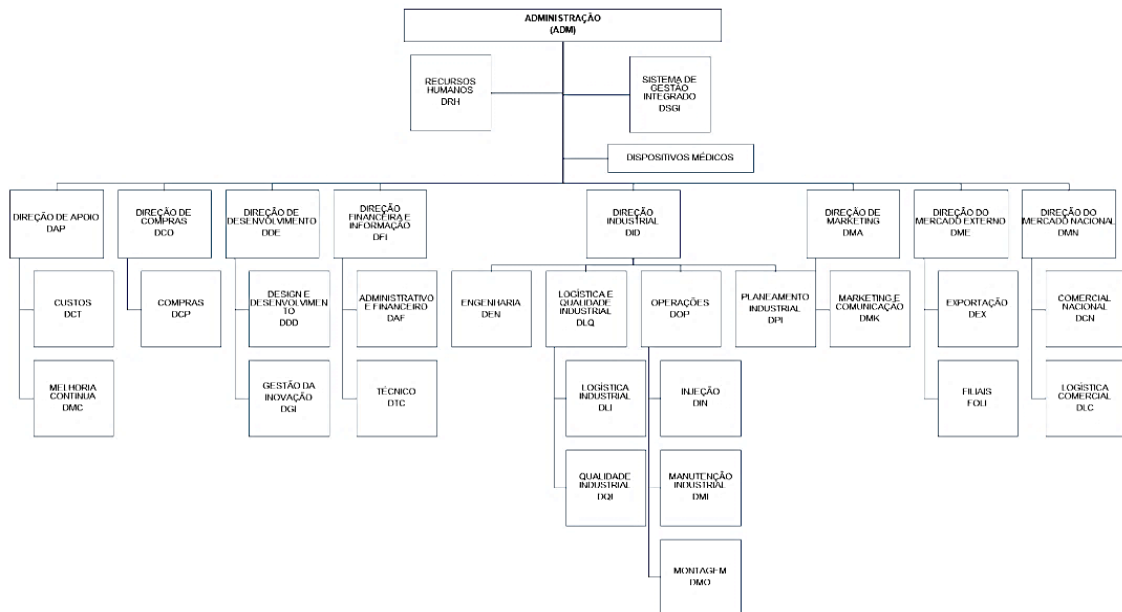 ADMINISTRAÇÃO
(ADM)
RECURSOS
HUMANOS
DRH
SISTEMA DE
GESTÃO
INTEGRADO
DSGI
DISPOSITIVOS MÉDICOS
DIREÇÃO DE APOIO
DAP
DIREÇÃO DE
COMPRAS
DCO
DIREÇÃO DE
DESENVOLVIMENTO
DDE
DIREÇÃO
FINANCEIRA E
INFORMAÇÃO
DFI
DIREÇÃO
INDUSTRIAL
DID
DIREÇÃO DE
MARKETING
DMA
DIREÇÃO DO
MERCADO EXTERNO
DME
DIREÇÃO DO
MERCADO NACIONAL
DMN
CUSTOS
DCT
COMPRAS
DCP
DESIGN E
DESENVOLVIMEN
TO
DDD
ADMINISTRATIVO
E FINANCEIRO
DAF
ENGENHARIA
DEN
LOGÍSTICA E
QUALIDADE
INDUSTRIAL
DLQ
OPERAÇÕES
DOP
PLANEAMENTO
INDUSTRIAL
DPI
MARKETING E
COMUNICAÇÃO
DMK
EXPORTAÇÃO
DEX
COMERCIAL
NACIONAL
DCN
MELHORIA
CONTINUA
DMC
GESTÃO DA
INOVAÇÃO
DGI
TÉCNICO
DTC
LOGÍSTICA
INDUSTRIAL
DLI
INJEÇÃO
DIN
FILIAIS
FOLI
LOGÍSTICA
COMERCIAL
DLC
QUALIDADE
INDUSTRIAL
DQI
MANUTENÇÃO
INDUSTRIAL
DMI
MONTAGEM
DMO